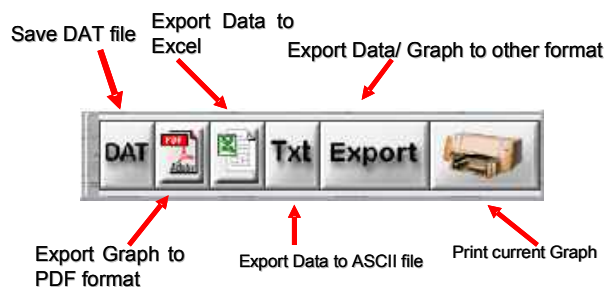 Export Data to
Save DAT file
Excel
Export Data/ Graph to other format
DAT
PDF
Txt
Export
Export Graph to
PDF format
Export Data to ASCII file
Print current Graph